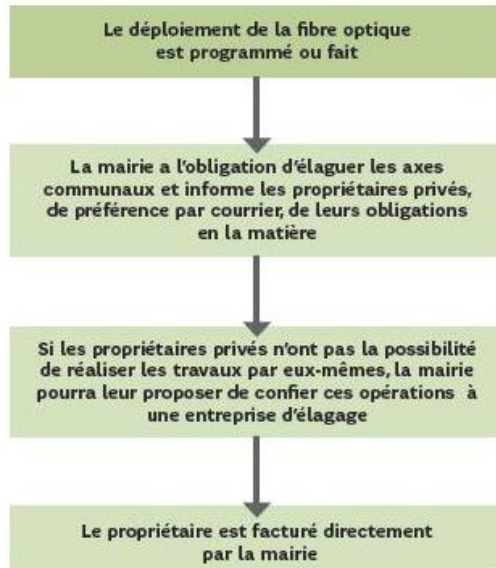 Le déploiement de la fibre optique
est programmé ou fait
La mairie a l'obligation d'élaguer les axes
communaux et informe les propriétaires privés,
de préférence par courrier, de leurs obligations
en la matière
Si les propriétaires privés n'ont pas la possibilité
de réaliser les travaux par eux-mêmes, la mairie
pourra leur proposer de confier ces opérations à
une entreprise d'élagage
Le propriétaire est facturé directement
par la mairie